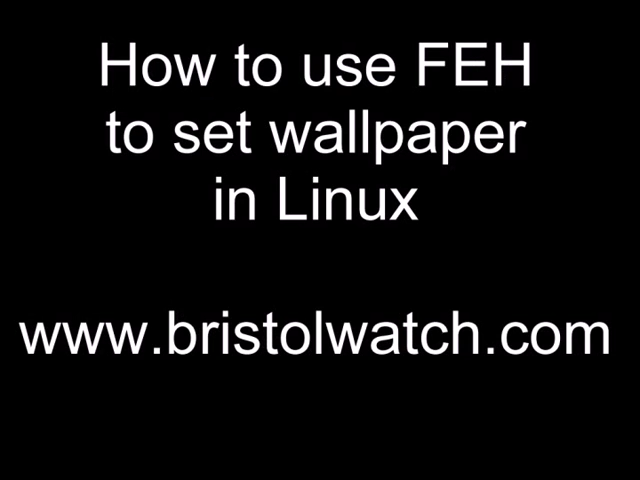 How to use FEH
to set wallpaper
in Linux
www.bristolwatch.com